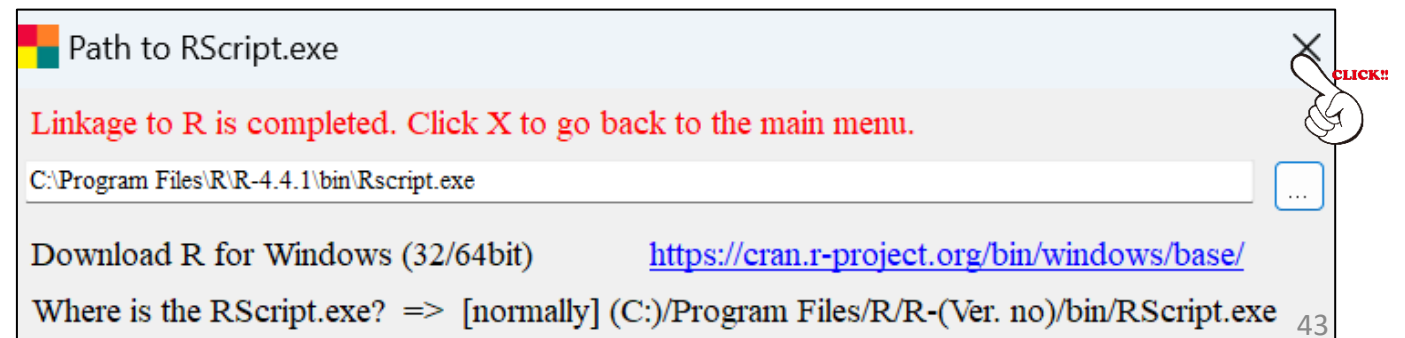 Path to RScript.exe
CLICK!!
Linkage to R is completed. Click X to go back to the main menu.
C:\Program Files\R\R-4.4.1\bin\Rscript.exe
...
Download R for Windows (32/64bit) https://cran.r-project.org/bin/windows/base/
Where is the RScript.exe? => [normally] (C:)/Program Files/R/R-(Ver. no)/bin/RScript.exe
43